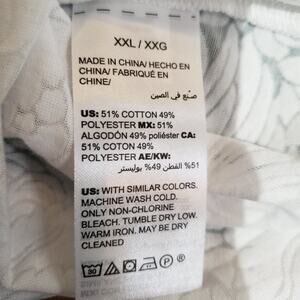 XXL / XXG
MADE IN CHINA/ HECHO EN
CHINA/ FABRIQUÉ EN
CHINE/
صنع في الصين
US: 51% COTTON 49%
POLYESTER MX: 51%
ALGODÓN 49% poliéster CA:
51% COTON 49%
POLYESTER AE/KW:
51% القطن 49% بوليستر
US: WITH SIMILAR COLORS.
MACHINE WASH COLD.
ONLY NON-CHLORINE
BLEACH. TUMBLE DRY LOW.
WARM IRON. MAY BE DRY
CLEANED
30
P